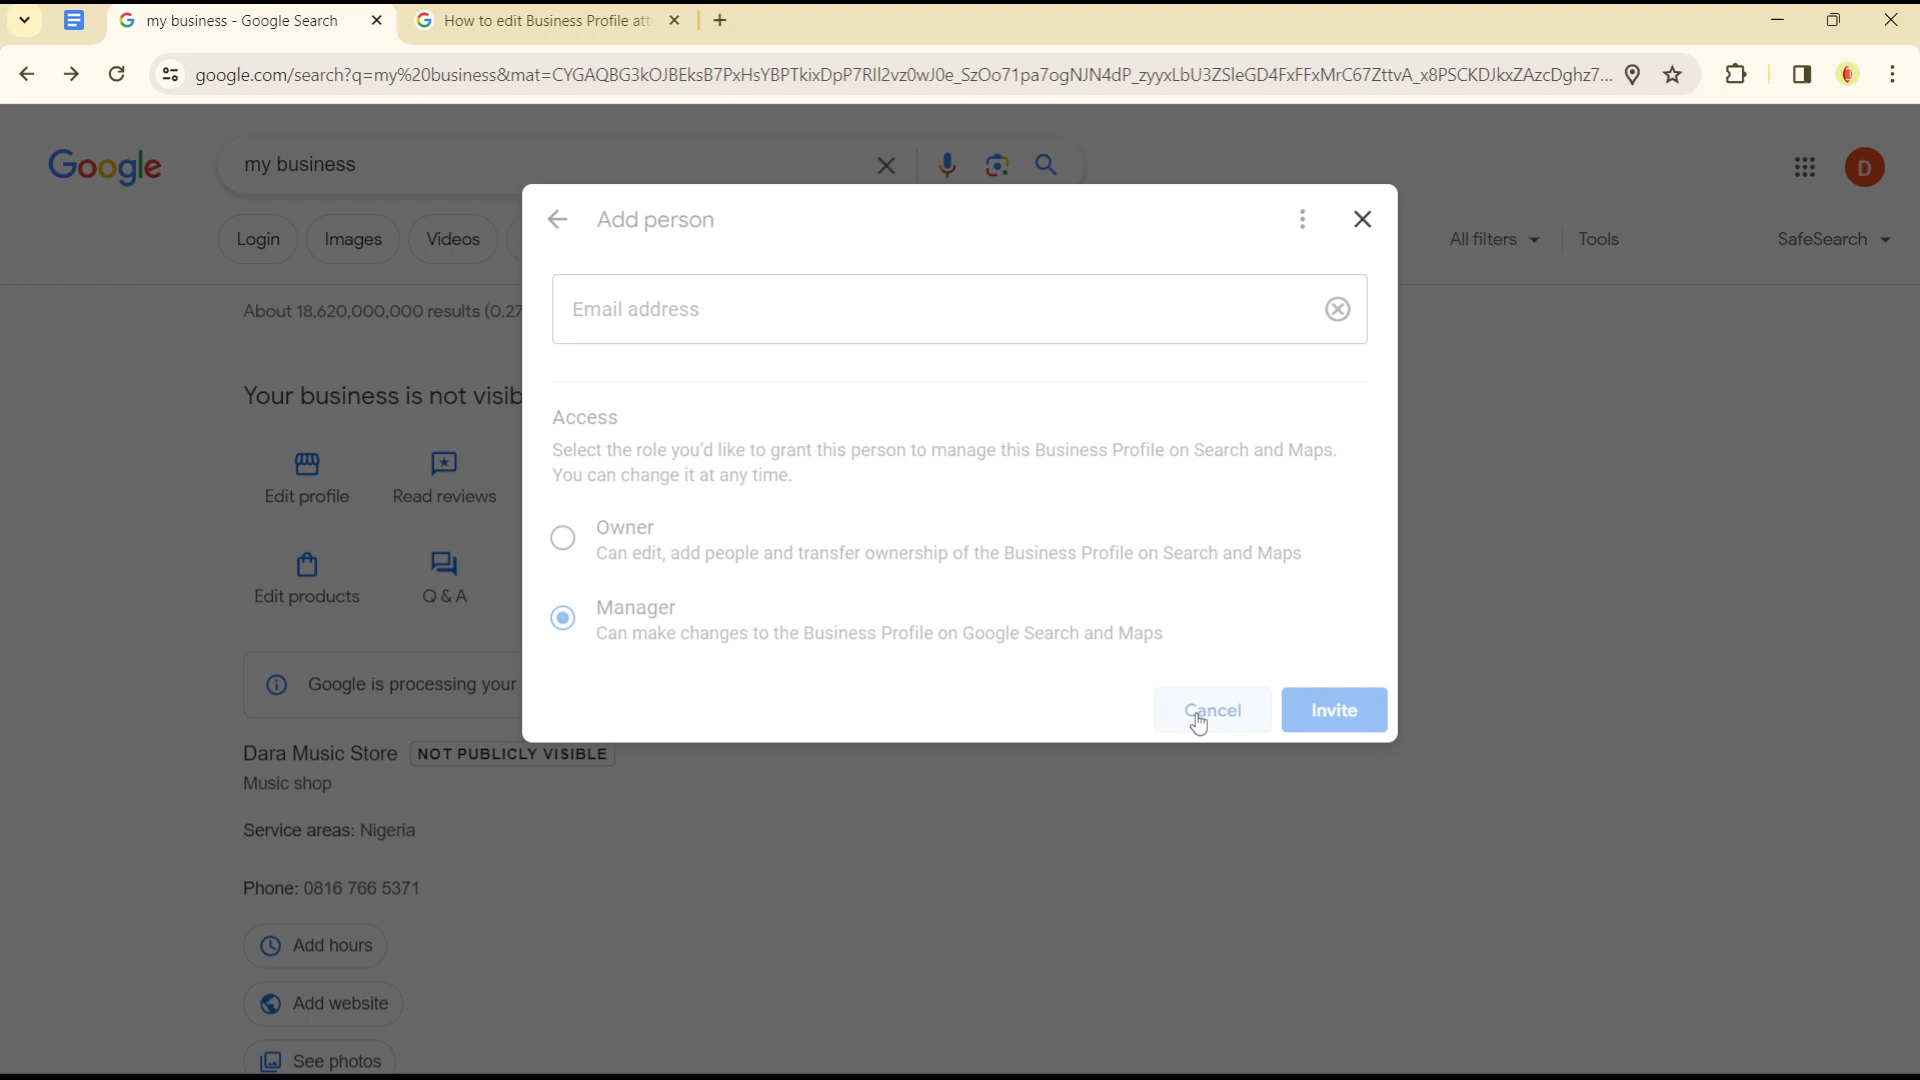 my business - Google Search
How to edit Business Profile att
google.com/search?q=my%20business&mat=
Google
my business
D
Login
Images
Videos
All filters
Tools
SafeSearch
About 18,620,000,000 results (0.27
Your business is not visib
Edit profile
Read reviews
Edit products
Q & A
Google is processing your
Dara Music Store NOT PUBLICLY VISIBLE
Music shop
Service areas: Nigeria
Phone: 0816 766 5371
Add hours
Add website
See photos
Add person
Email address
Access
Select the role you'd like to grant this person to manage this Business Profile on Search and Maps.
You can change it at any time.
Owner
Can edit, add people and transfer ownership of the Business Profile on Search and Maps
Manager
Can make changes to the Business Profile on Google Search and Maps
Cancel
Invite